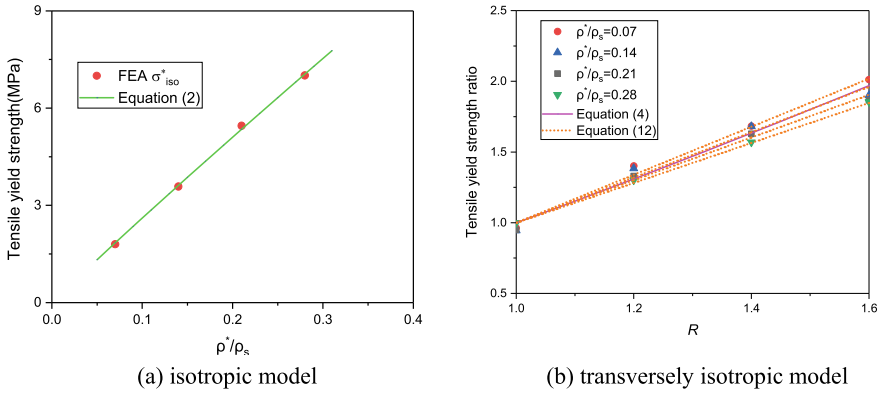 9
6
3
0
0.0 0.1 0.2 0.3 0.4
Tensile yield strength(MPa)
ρ*/ρs
FEA σ*iso
Equation (2)
(a) isotropic model
2.5
2.0
1.5
1.0
0.5
1.0 1.2 1.4 1.6
Tensile yield strength ratio
R
ρ*/ρs=0.07
ρ*/ρs=0.14
ρ*/ρs=0.21
ρ*/ρs=0.28
Equation (4)
Equation (12)
(b) transversely isotropic model